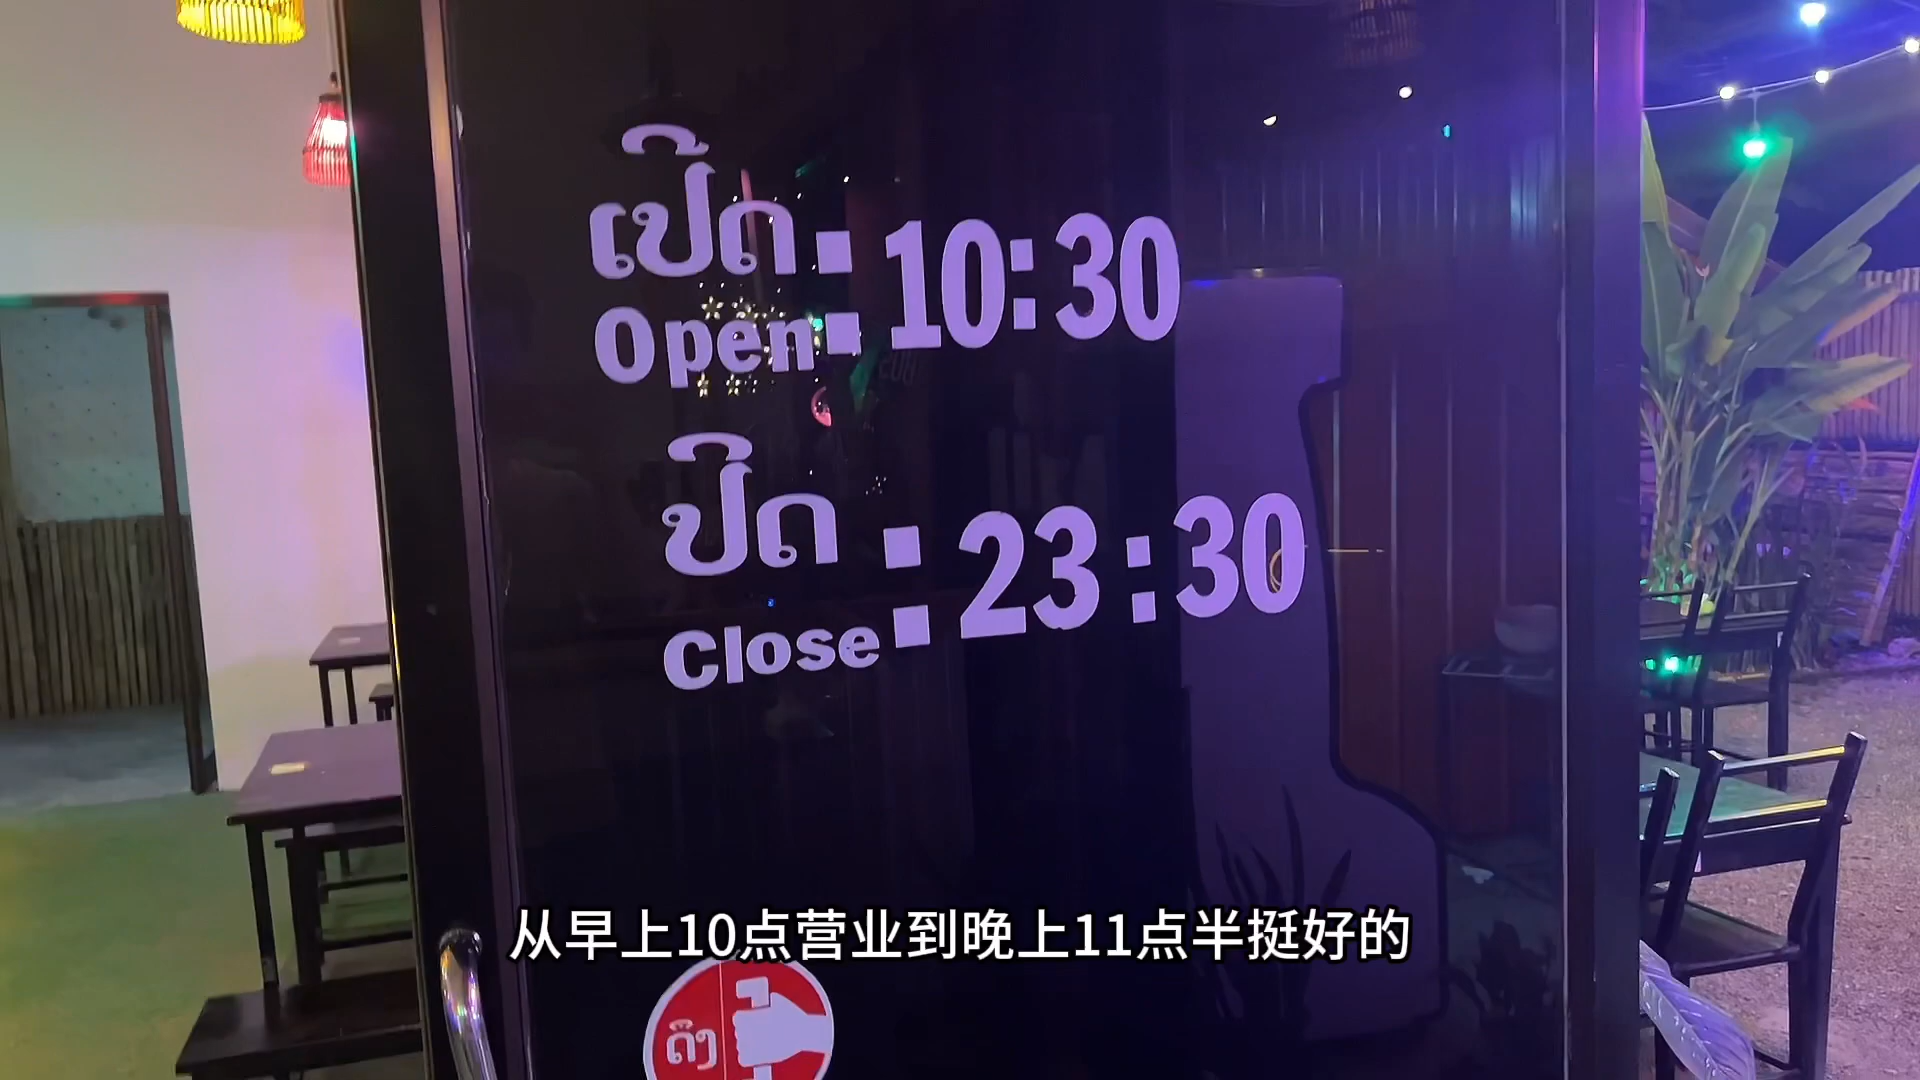 ເປີດ:10:30
Open:
ປິດ:23:30
Close
从早上10点营业到晚上11点半挺好的
ດຶງ